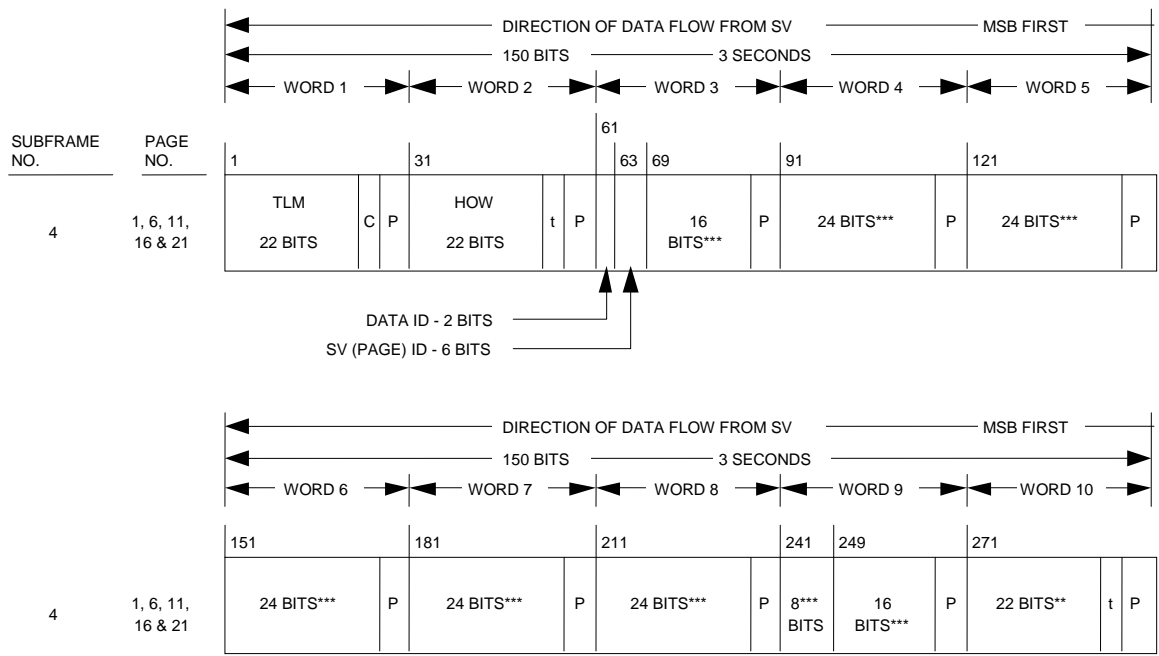 DIRECTION OF DATA FLOW FROM SV MSB FIRST
150 BITS 3 SECONDS
WORD 1 WORD 2 WORD 3 WORD 4 WORD 5
SUBFRAME NO.
PAGE NO.
1 31 61 63 69 91 121
4
1, 6, 11,
16 & 21
TLM
22 BITS
C
P
HOW
22 BITS
t
P
16
BITS***
P
24 BITS***
P
24 BITS***
P
DATA ID - 2 BITS
SV (PAGE) ID - 6 BITS
DIRECTION OF DATA FLOW FROM SV MSB FIRST
150 BITS 3 SECONDS
WORD 6 WORD 7 WORD 8 WORD 9 WORD 10
151 181 211 241 249 271
4
1, 6, 11,
16 & 21
24 BITS***
P
24 BITS***
P
24 BITS***
P
8***
BITS
16
BITS***
P
22 BITS**
t
P